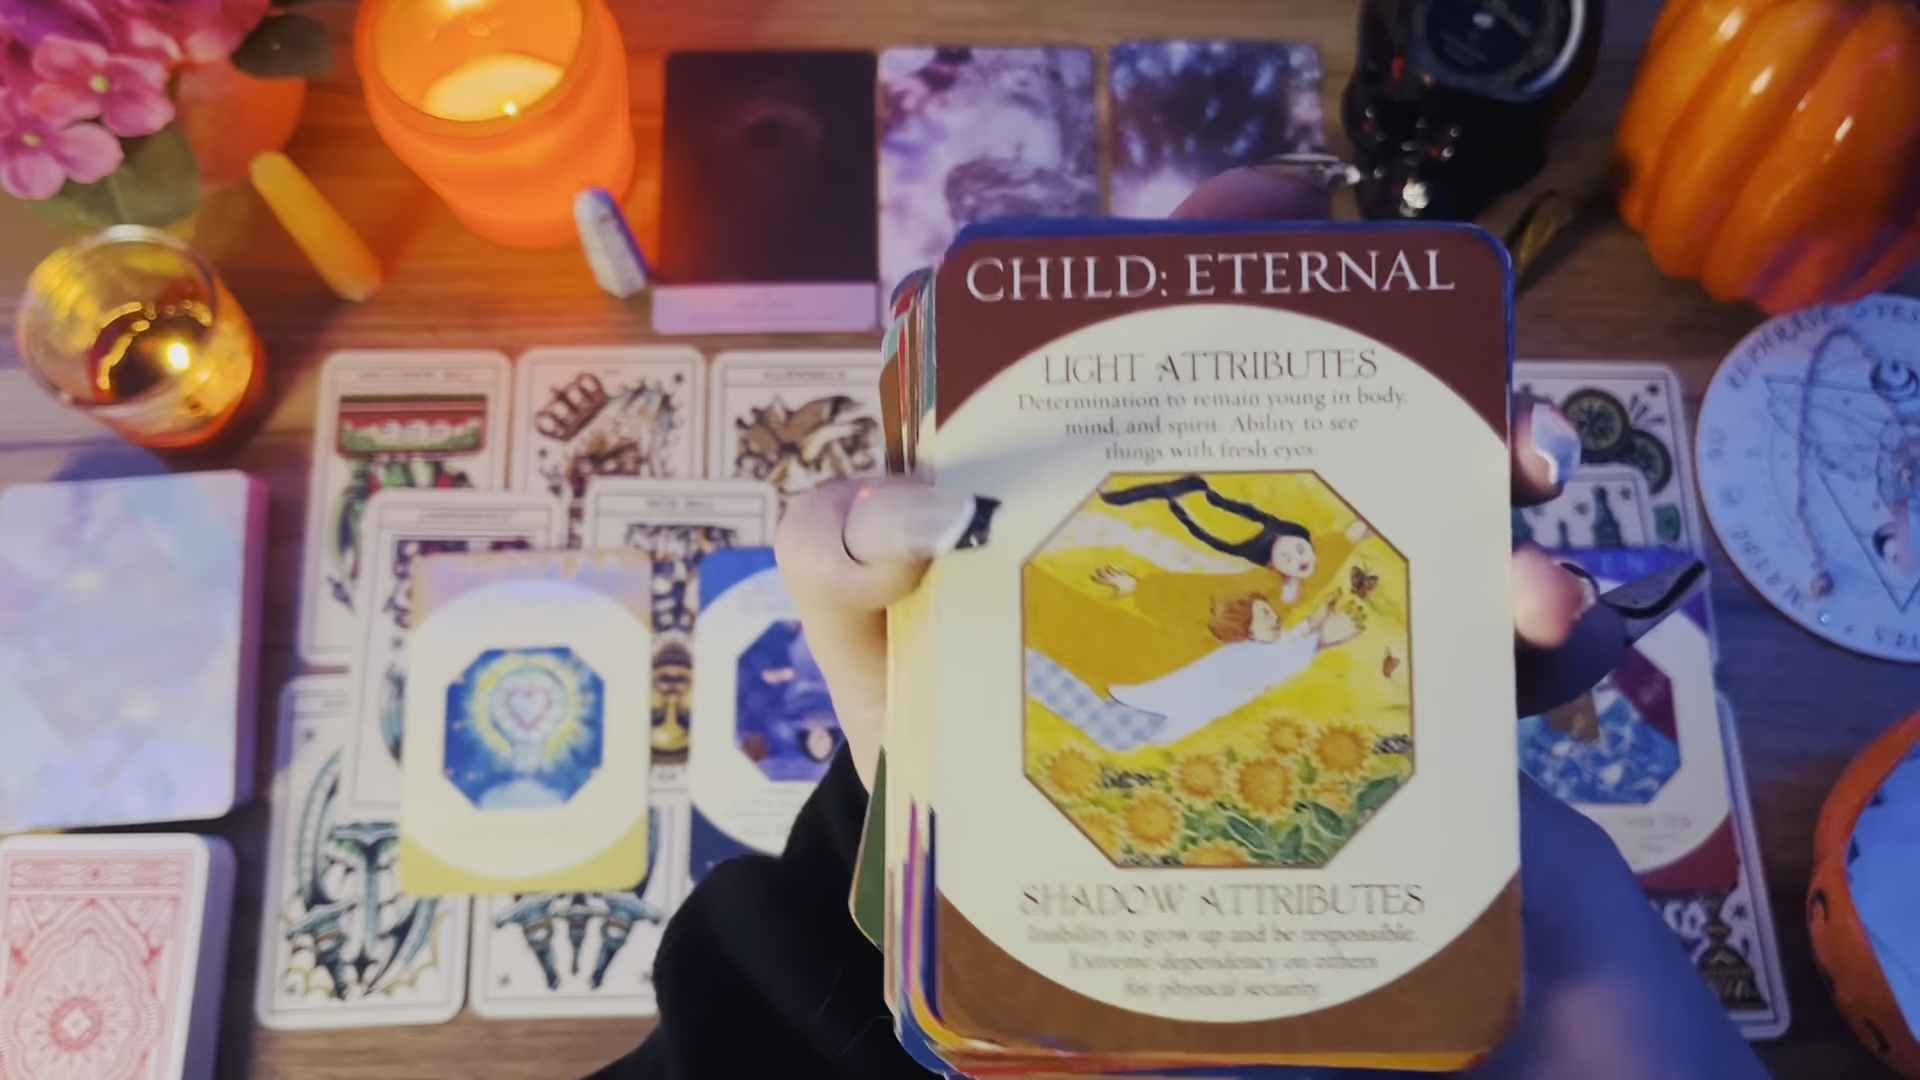 CHILD: ETERNAL
LIGHT ATTRIBUTES
Determination to remain young in body,
mind, and spirit. Ability to see
things with fresh eyes.
SHADOW ATTRIBUTES
Inability to grow up and be responsible.
Extreme dependency on others
for physical security.